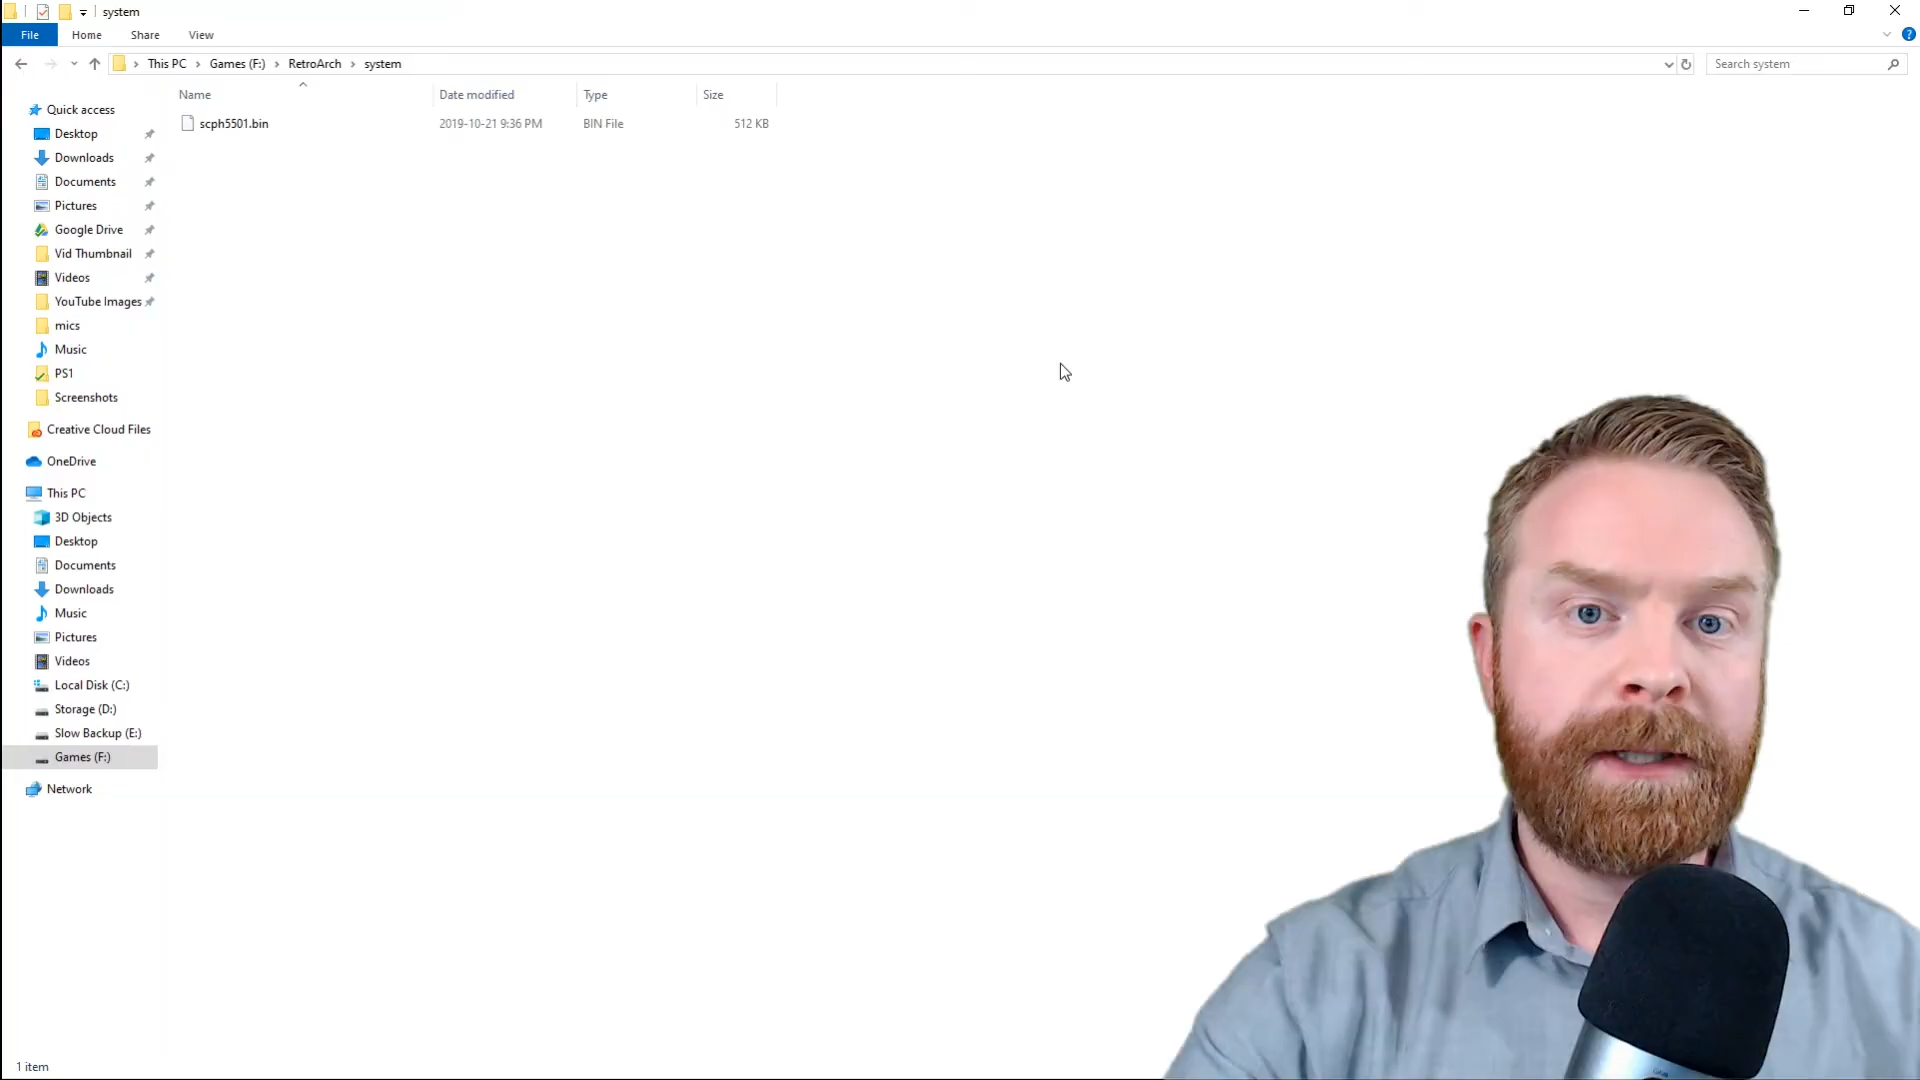 system
File Home Share View
This PC Games (F:) RetroArch system Search system
Name Date modified Type Size
scph5501.bin 2019-10-21 9:36 PM BIN File 512 KB
Quick access
Desktop
Downloads
Documents
Pictures
Google Drive
Vid Thumbnail
Videos
YouTube Images
mics
Music
PS1
Screenshots
Creative Cloud Files
OneDrive
This PC
3D Objects
Desktop
Documents
Downloads
Music
Pictures
Videos
Local Disk (C:)
Storage (D:)
Slow Backup (E:)
Games (F:)
Network
1 item